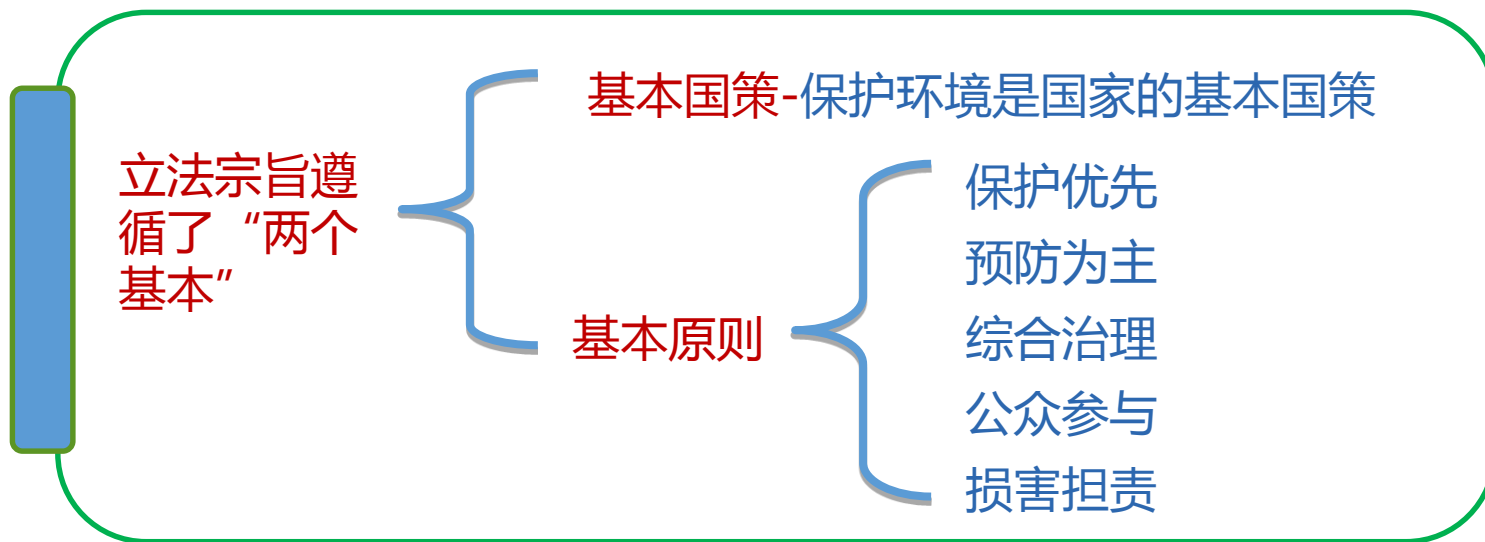 立法宗旨遵
循了“两个
基本”
基本国策-保护环境是国家的基本国策
基本原则
保护优先
预防为主
综合治理
公众参与
损害担责